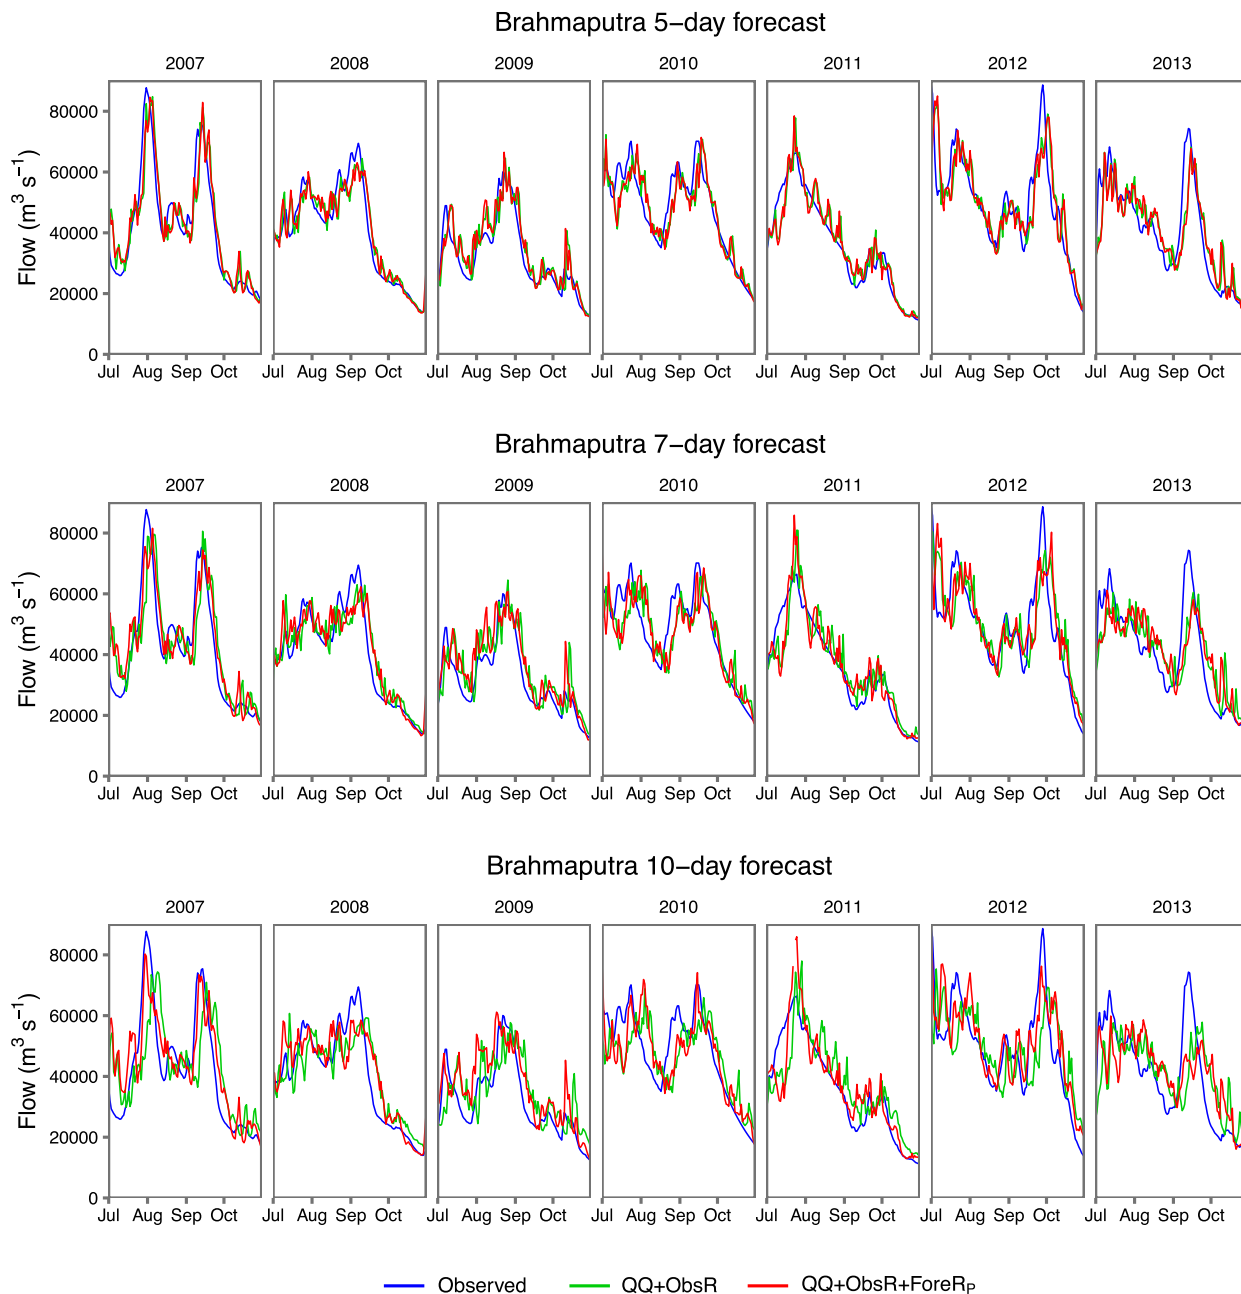 Brahmaputra 5−day forecast
2007 2008 2009 2010 2011 2012 2013
Flow (m³ s⁻¹)
80000
60000
40000
20000
0
Jul Aug Sep Oct Jul Aug Sep Oct Jul Aug Sep Oct Jul Aug Sep Oct Jul Aug Sep Oct Jul Aug Sep Oct Jul Aug Sep Oct
Brahmaputra 7−day forecast
2007 2008 2009 2010 2011 2012 2013
Flow (m³ s⁻¹)
80000
60000
40000
20000
0
Jul Aug Sep Oct Jul Aug Sep Oct Jul Aug Sep Oct Jul Aug Sep Oct Jul Aug Sep Oct Jul Aug Sep Oct Jul Aug Sep Oct
Brahmaputra 10−day forecast
2007 2008 2009 2010 2011 2012 2013
Flow (m³ s⁻¹)
80000
60000
40000
20000
0
Jul Aug Sep Oct Jul Aug Sep Oct Jul Aug Sep Oct Jul Aug Sep Oct Jul Aug Sep Oct Jul Aug Sep Oct Jul Aug Sep Oct
Observed QQ+ObsR QQ+ObsR+ForeRP